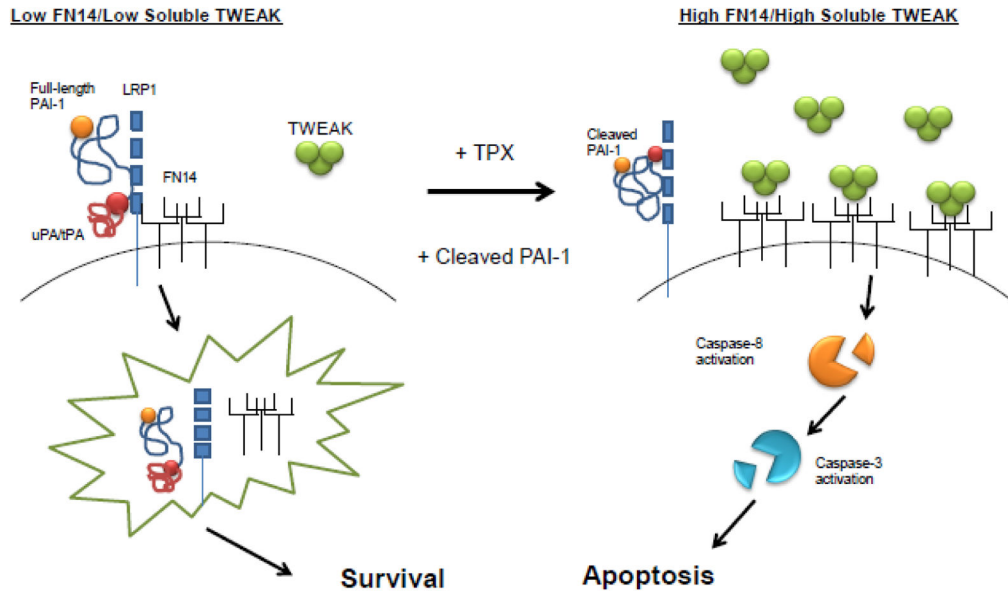 Low FN14/Low Soluble TWEAK
High FN14/High Soluble TWEAK
Full-length
PAI-1
LRP1
TWEAK
FN14
uPA/tPA
+ TPX
+ Cleaved PAI-1
Cleaved
PAI-1
Caspase-8
activation
Caspase-3
activation
Survival
Apoptosis